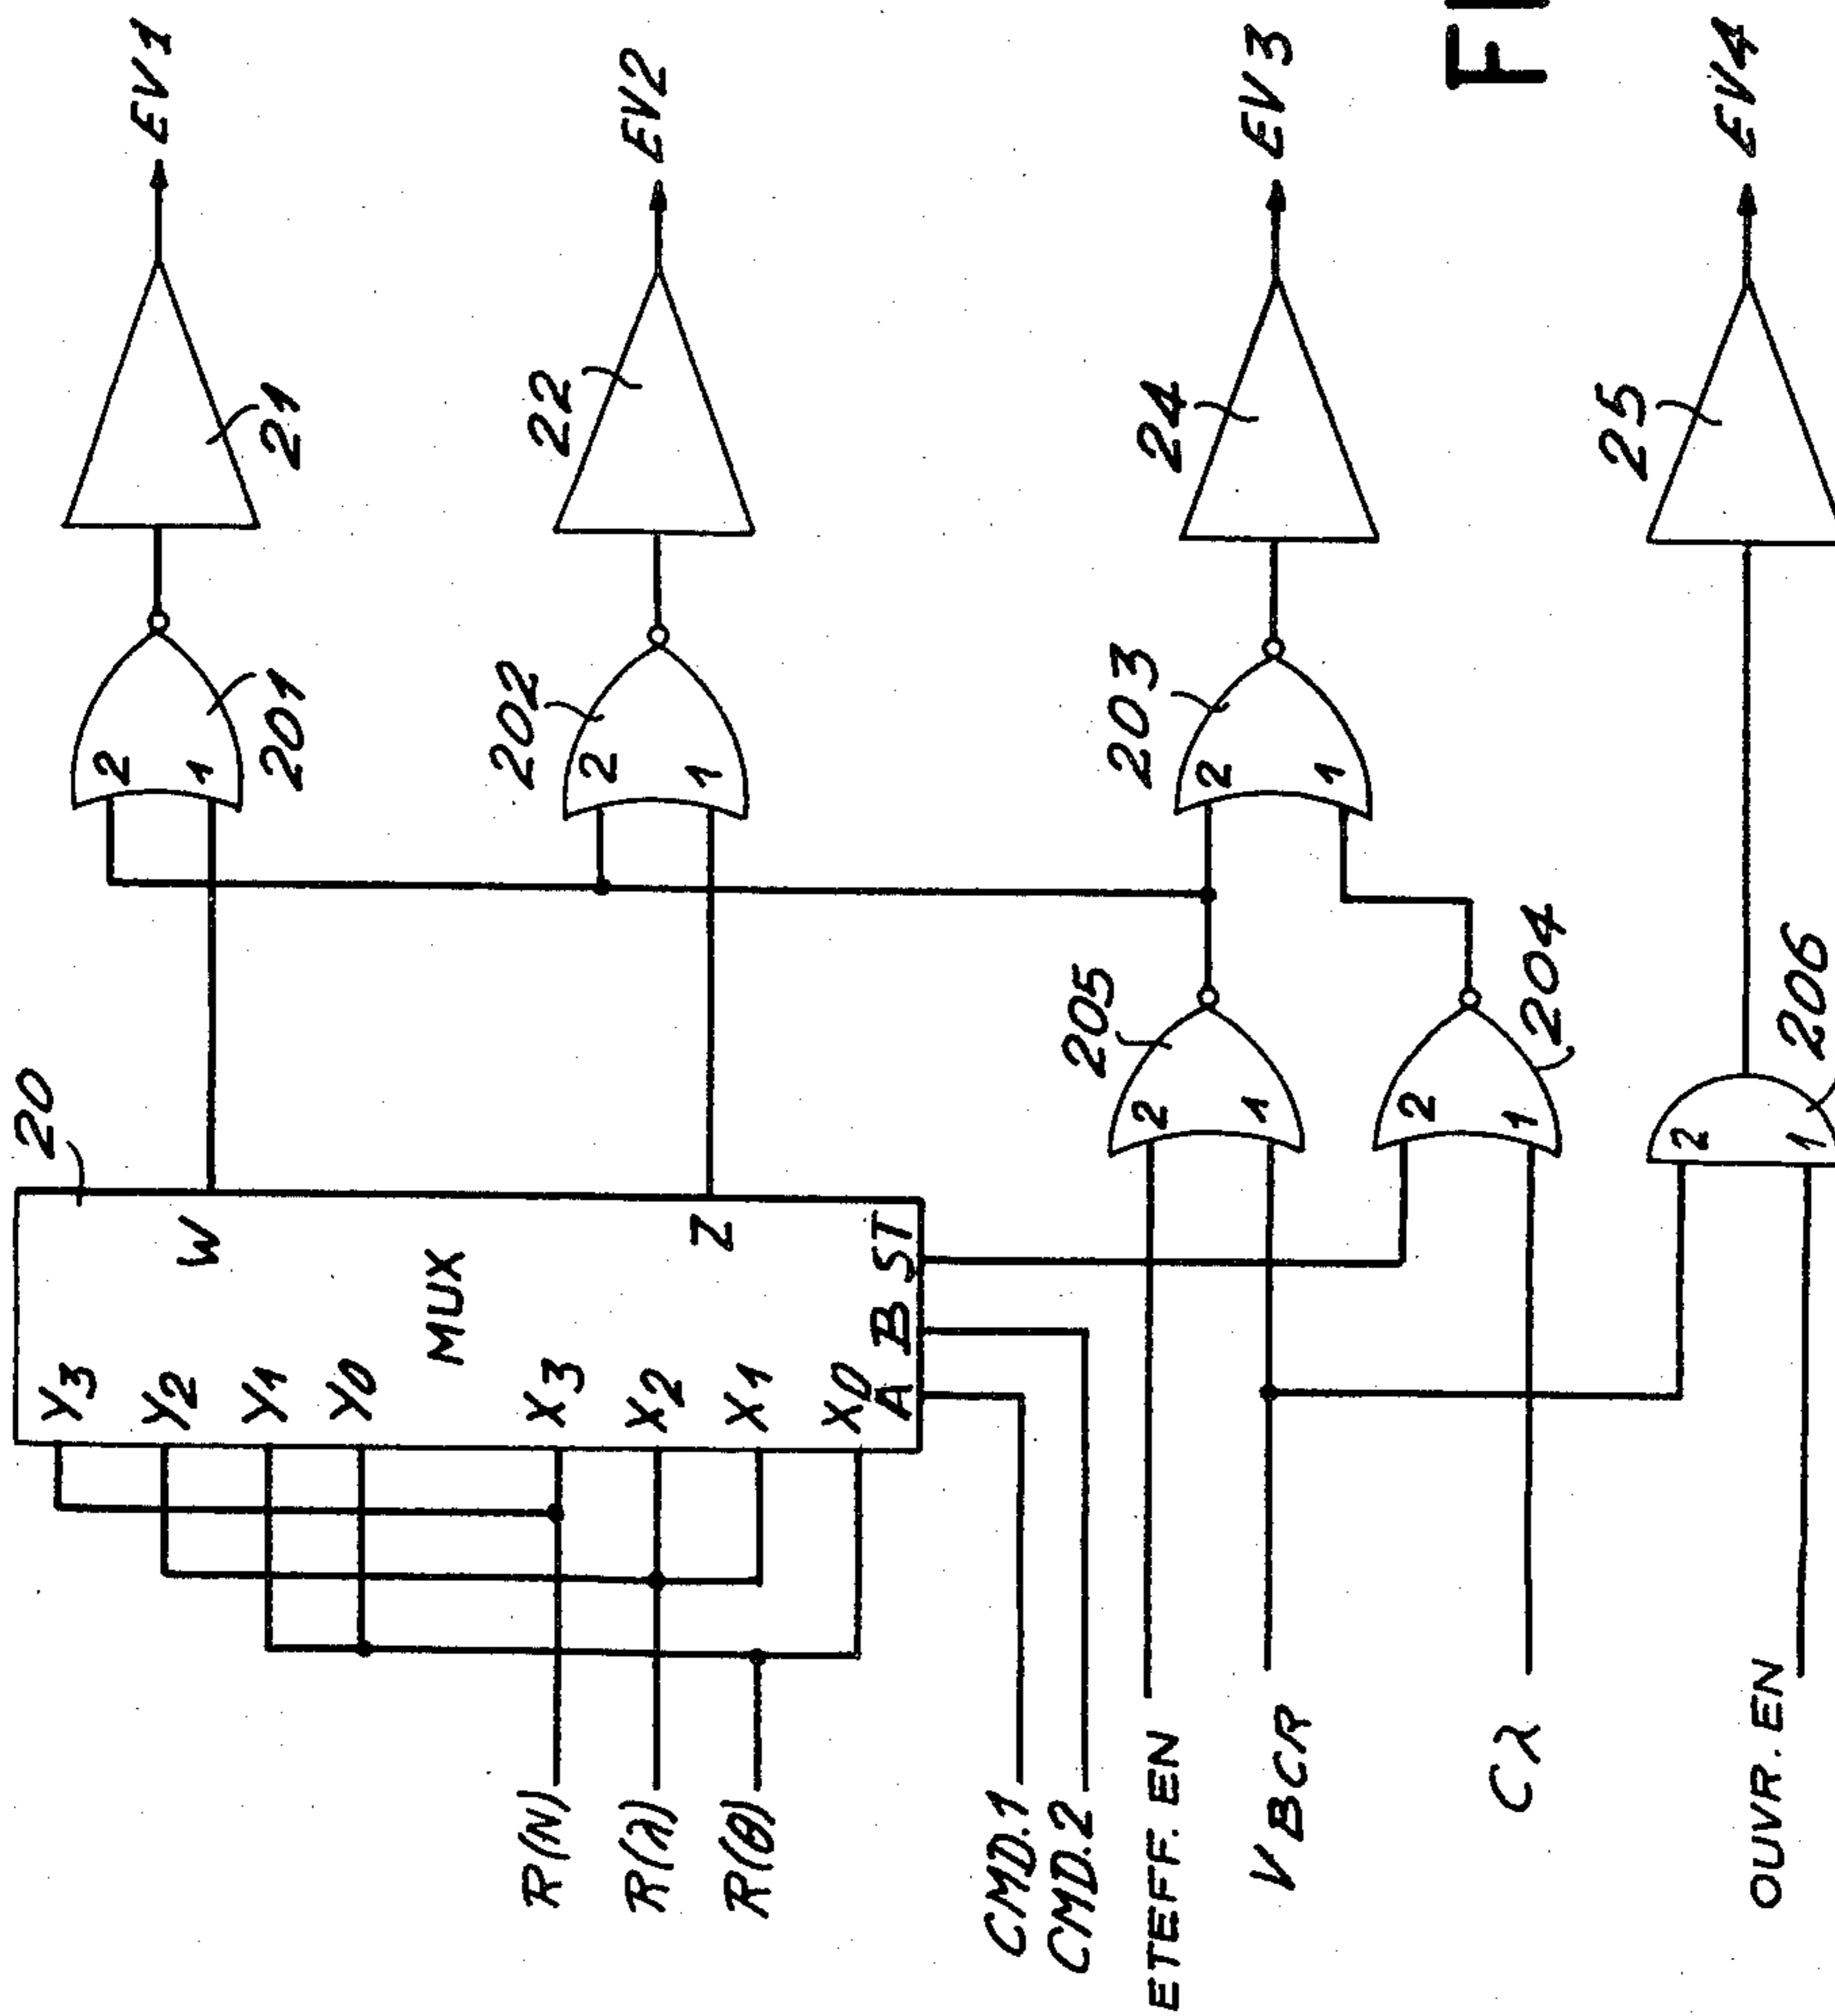 R(N)
R(λ)
R(θ)
CMD.1
CMD.2
ETEFF. EN
V BCR
Cλ
OUVR. EN
20
Y3
Y2
Y1
Y0
X3
X2
X1
X0
MUX
W
Z
A
B
ST
2
1
201
21
EV1
2
1
202
22
EV2
2
1
205
2
1
204
2
1
203
24
EV3
2
1
206
25
EV4